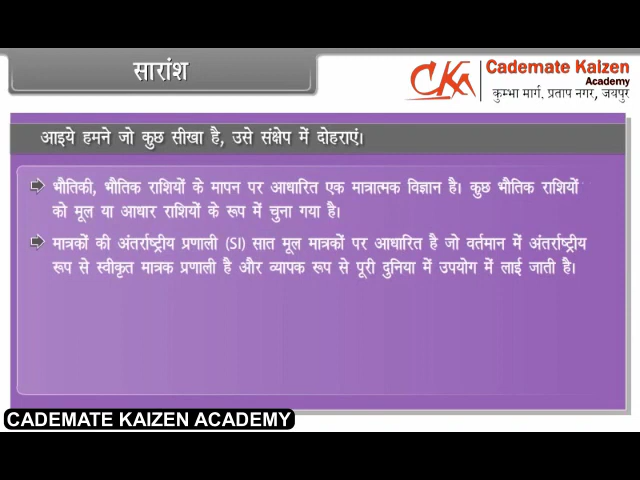 सारांश
Cademate Kaizen
Academy
CKA
कुम्भा मार्ग. प्रताप नगर, जयपुर
आइये हमने जो कुछ सीखा है, उसे संक्षेप में दोहराएं।
भौतिकी, भौतिक राशियों के मापन पर आधारित एक मात्रात्मक विज्ञान है। कुछ भौतिक राशियों
को मूल या आधार राशियों के रूप में चुना गया है।
मात्रकों की अंतर्राष्ट्रीय प्रणाली (SI) सात मूल मात्रकों पर आधारित है जो वर्तमान में अंतर्राष्ट्रीय
रूप से स्वीकृत मात्रक प्रणाली है और व्यापक रूप से पूरी दुनिया में उपयोग में लाई जाती है।
CADEMATE KAIZEN ACADEMY